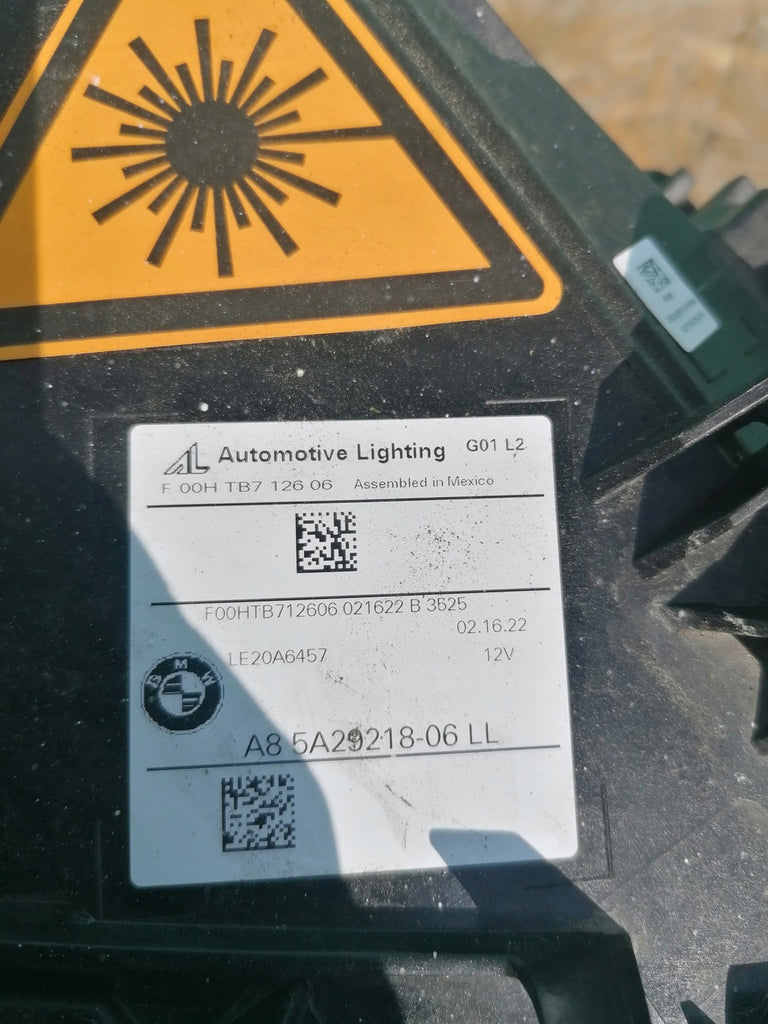 AL Automotive Lighting G01 L2
F 00H TB7 126 06 Assembled in Mexico
F00HTB712606 021622 B 3525
02.16.22
LE20A6457 12V
BMW
A8 5A29218-06 LL